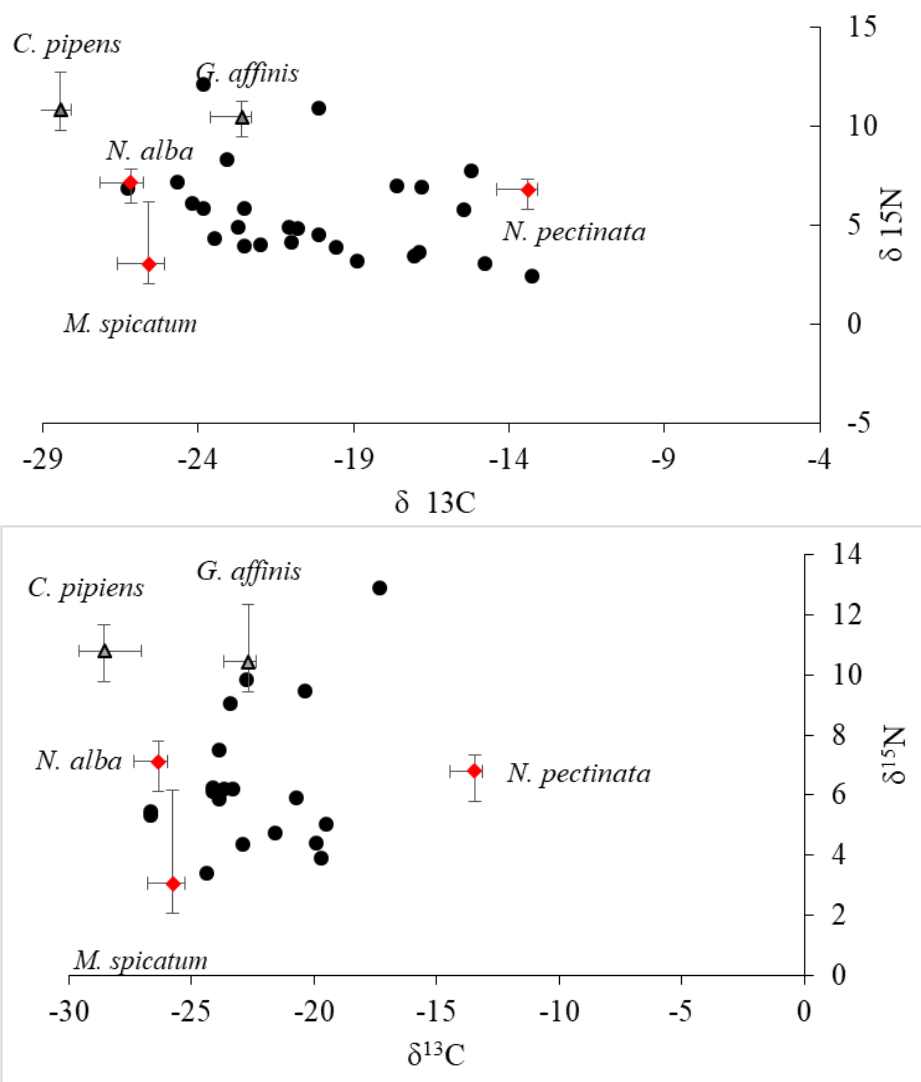 15
C. pipens
G. affinis
10
N. alba
5
δ 15N
N. pectinata
M. spicatum
0
-5
-29
-24
-19
-14
-9
-4
δ 13C
14
G. affinis
C. pipiens
12
10
N. alba
8
δ¹⁵N
N. pectinata
6
4
2
M. spicatum
0
-30
-25
-20
-15
-10
-5
0
δ¹³C